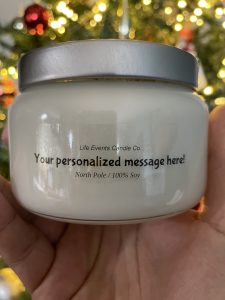 Life Events Candle Co.
Your personalized message here!
North Pole / 100% Soy